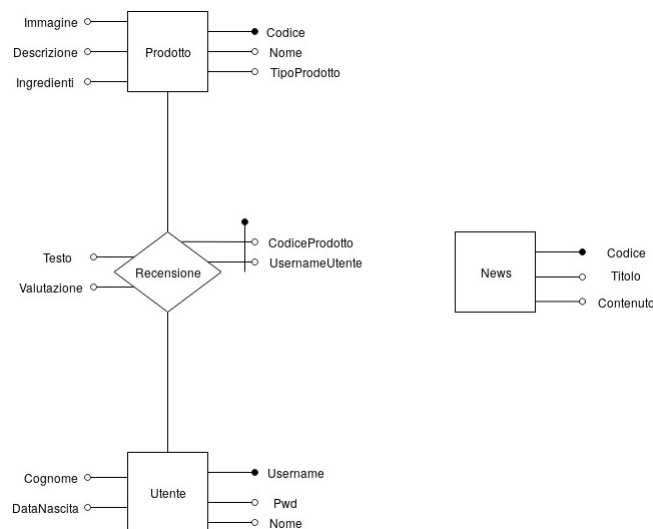 Immagine
Descrizione
Ingredienti
Prodotto
Codice
Nome
TipoProdotto
Testo
Valutazione
Recensione
CodiceProdotto
UsernameUtente
News
Codice
Titolo
Contenuto
Cognome
DataNascita
Utente
Username
Pwd
Nome